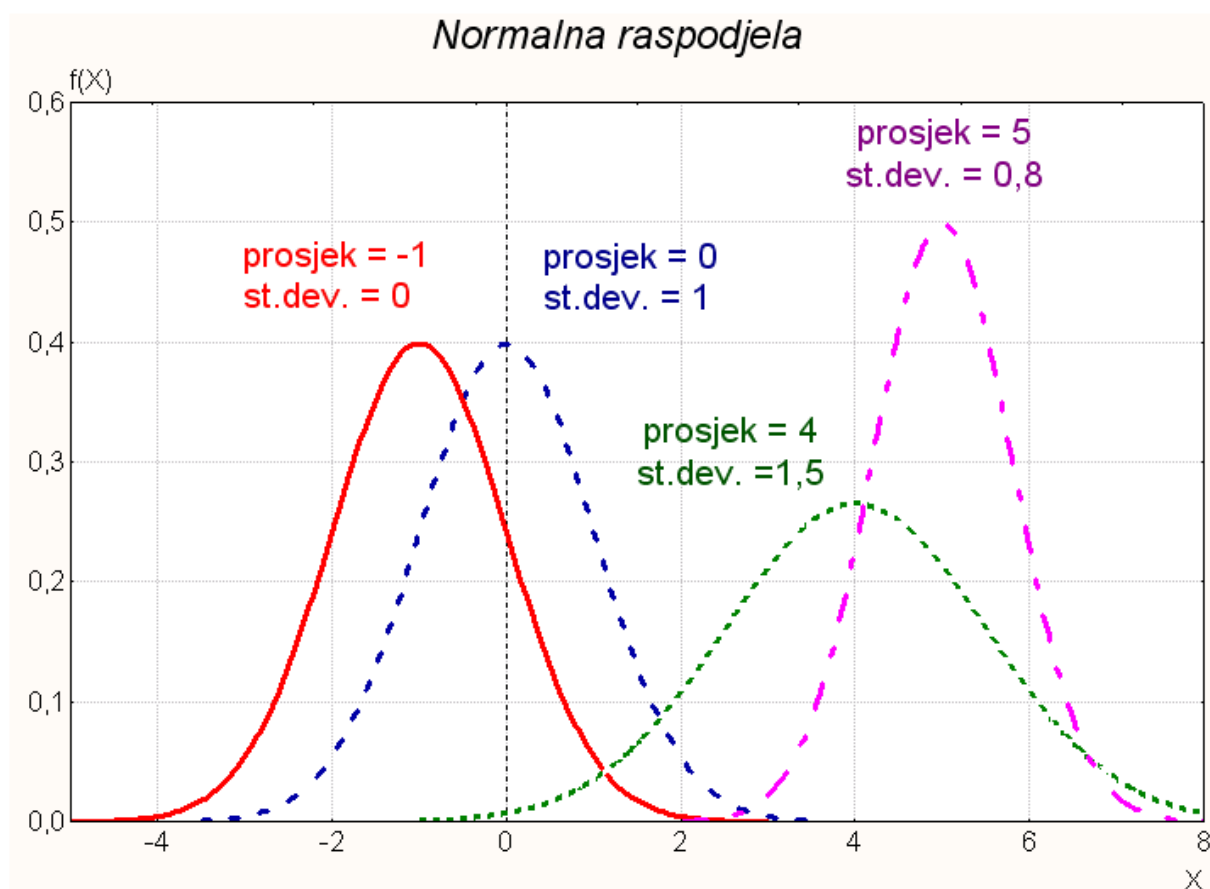 Normalna raspodjela
f(X)
0,6
0,5
0,4
0,3
0,2
0,1
0,0
prosjek = 5
st.dev. = 0,8
prosjek = -1
st.dev. = 0
prosjek = 0
st.dev. = 1
prosjek = 4
st.dev. =1,5
-4 -2 0 2 4 6 8
X